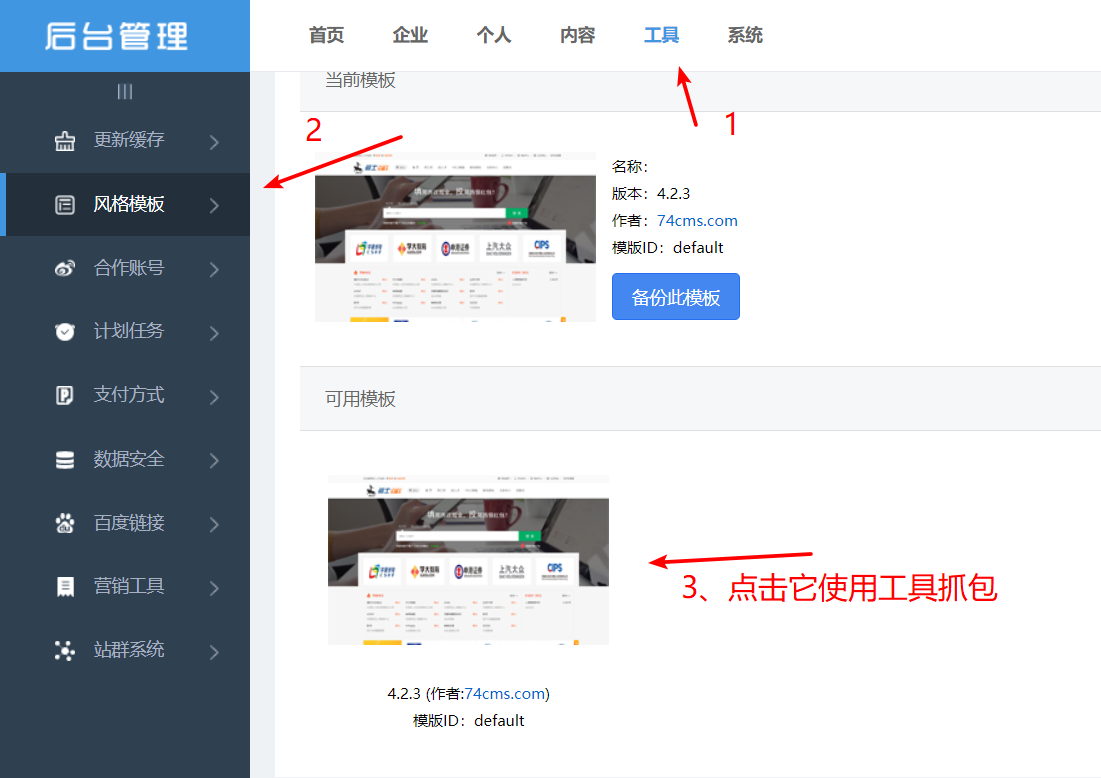 后台管理
首页 企业 个人 内容 工具 系统
当前模板
1
2
更新缓存
风格模板
合作账号
计划任务
支付方式
数据安全
百度链接
营销工具
站群系统
名称：
版本：4.2.3
作者：74cms.com
模版ID：default
备份此模板
可用模板
3、点击它使用工具抓包
4.2.3 (作者:74cms.com)
模版ID：default